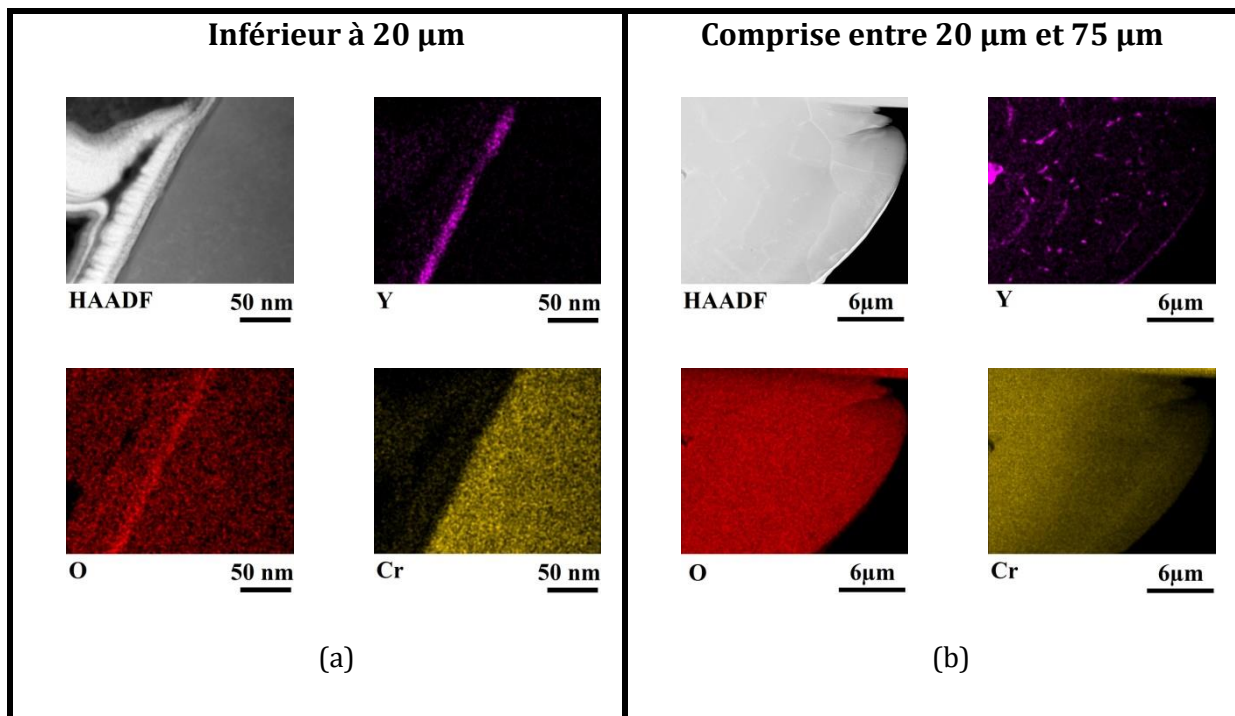 Inférieur à 20 µm
Comprise entre 20 µm et 75 µm
HAADF 50 nm
Y 50 nm
HAADF 6µm
Y 6µm
O 50 nm
Cr 50 nm
O 6µm
Cr 6µm
(a)
(b)